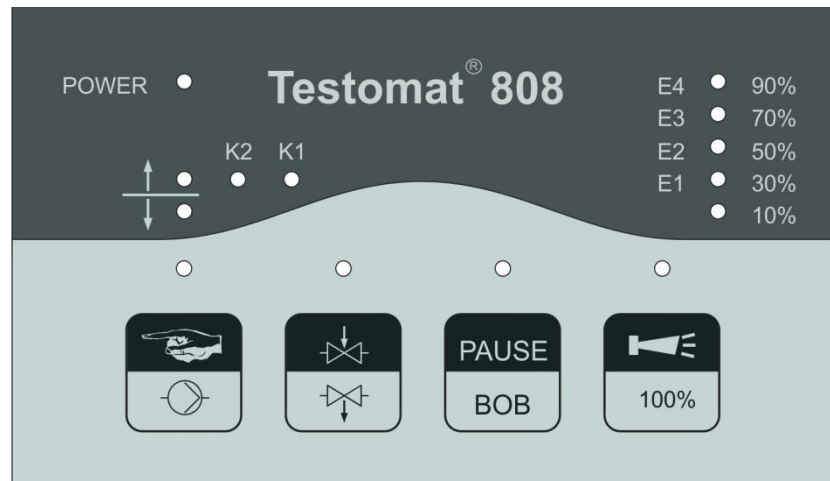 POWER
Testomat® 808
E4 90%
E3 70%
E2 50%
E1 30%
10%
K2 K1
PAUSE
BOB
100%